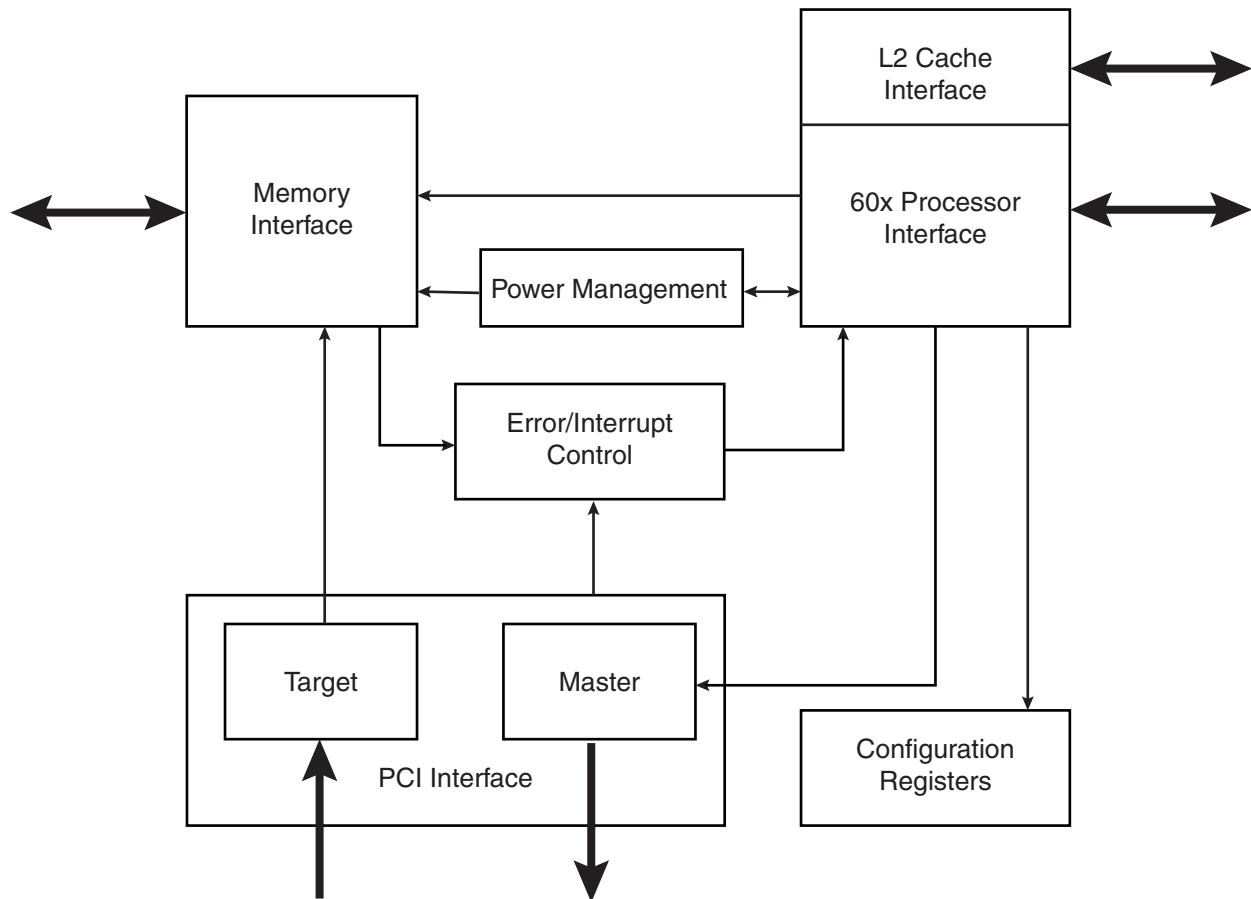 L2 Cache
Interface
Memory
Interface
60x Processor
Interface
Power Management
Error/Interrupt
Control
Target
Master
PCI Interface
Configuration
Registers